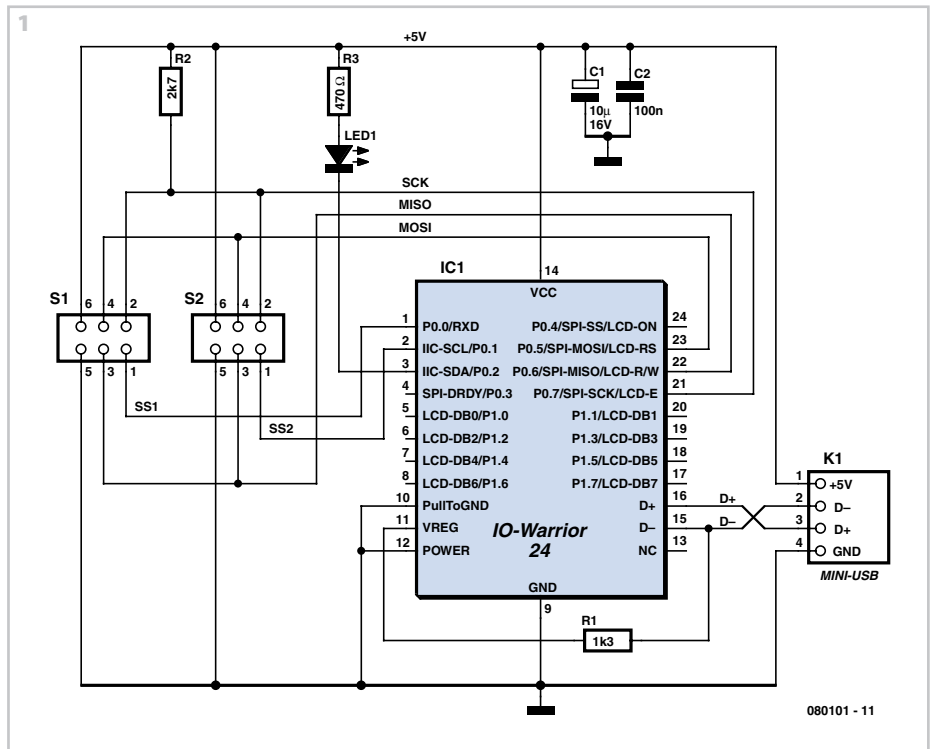 1
+5V
R2
2k7
R3
470 Ω
LED1
C1
10µ
16V
C2
100n
SCK
MISO
MOSI
S1
6 4 2
5 3 1
S2
6 4 2
5 3 1
SS1
SS2
IC1
14
VCC
1 P0.0/RXD
2 IIC-SCL/P0.1
3 IIC-SDA/P0.2
4 SPI-DRDY/P0.3
5 LCD-DB0/P1.0
6 LCD-DB2/P1.2
7 LCD-DB4/P1.4
8 LCD-DB6/P1.6
10 PullToGND
11 VREG
12 POWER
P0.4/SPI-SS/LCD-ON 24
P0.5/SPI-MOSI/LCD-RS 23
P0.6/SPI-MISO/LCD-R/W 22
P0.7/SPI-SCK/LCD-E 21
P1.1/LCD-DB1 20
P1.3/LCD-DB3 19
P1.5/LCD-DB5 18
P1.7/LCD-DB7 17
D+ 16
D– 15
NC 13
IO-Warrior
24
GND
9
D+
D–
R1
1k3
K1
1 +5V
2 D–
3 D+
4 GND
MINI-USB
080101 - 11